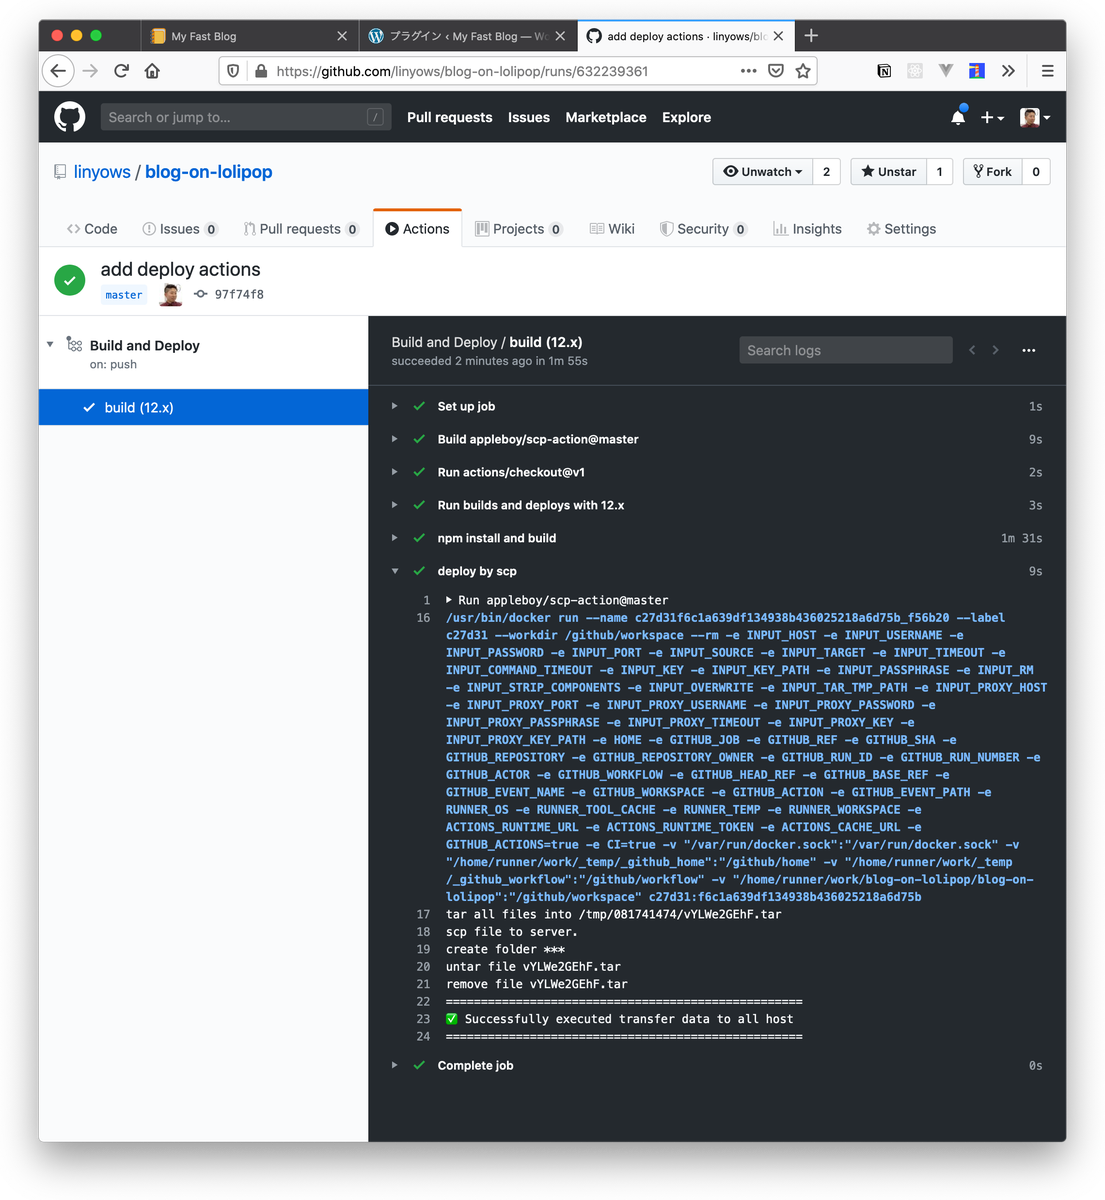 My Fast Blog
プラグイン ‹ My Fast Blog — Wo
add deploy actions · linyows/blo
https://github.com/linyows/blog-on-lolipop/runs/632239361
Search or jump to... /
Pull requests Issues Marketplace Explore
linyows / blog-on-lolipop
Unwatch 2 Unstar 1 Fork 0
Code Issues 0 Pull requests 0 Actions Projects 0 Wiki Security 0 Insights Settings
add deploy actions
master 97f74f8
Build and Deploy
on: push
build (12.x)
Build and Deploy / build (12.x)
succeeded 2 minutes ago in 1m 55s
Search logs
Set up job 1s
Build appleboy/scp-action@master 9s
Run actions/checkout@v1 2s
Run builds and deploys with 12.x 3s
npm install and build 1m 31s
deploy by scp 9s
1 Run appleboy/scp-action@master
16 /usr/bin/docker run --name c27d31f6c1a639df134938b436025218a6d75b_f56b20 --label
c27d31 --workdir /github/workspace --rm -e INPUT_HOST -e INPUT_USERNAME -e
INPUT_PASSWORD -e INPUT_PORT -e INPUT_SOURCE -e INPUT_TARGET -e INPUT_TIMEOUT -e
INPUT_COMMAND_TIMEOUT -e INPUT_KEY -e INPUT_KEY_PATH -e INPUT_PASSPHRASE -e INPUT_RM
-e INPUT_STRIP_COMPONENTS -e INPUT_OVERWRITE -e INPUT_TAR_TMP_PATH -e INPUT_PROXY_HOST
-e INPUT_PROXY_PORT -e INPUT_PROXY_USERNAME -e INPUT_PROXY_PASSWORD -e
INPUT_PROXY_PASSPHRASE -e INPUT_PROXY_TIMEOUT -e INPUT_PROXY_KEY -e
INPUT_PROXY_KEY_PATH -e HOME -e GITHUB_JOB -e GITHUB_REF -e GITHUB_SHA -e
GITHUB_REPOSITORY -e GITHUB_REPOSITORY_OWNER -e GITHUB_RUN_ID -e GITHUB_RUN_NUMBER -e
GITHUB_ACTOR -e GITHUB_WORKFLOW -e GITHUB_HEAD_REF -e GITHUB_BASE_REF -e
GITHUB_EVENT_NAME -e GITHUB_WORKSPACE -e GITHUB_ACTION -e GITHUB_EVENT_PATH -e
RUNNER_OS -e RUNNER_TOOL_CACHE -e RUNNER_TEMP -e RUNNER_WORKSPACE -e
ACTIONS_RUNTIME_URL -e ACTIONS_RUNTIME_TOKEN -e ACTIONS_CACHE_URL -e
GITHUB_ACTIONS=true -e CI=true -v "/var/run/docker.sock":"/var/run/docker.sock" -v
"/home/runner/work/_temp/_github_home":"/github/home" -v "/home/runner/work/_temp
/_github_workflow":"/github/workflow" -v "/home/runner/work/blog-on-lolipop/blog-on-
lolipop":"/github/workspace" c27d31:f6c1a639df134938b436025218a6d75b
17 tar all files into /tmp/081741474/vYLWe2GEhF.tar
18 scp file to server.
19 create folder ***
20 untar file vYLWe2GEhF.tar
21 remove file vYLWe2GEhF.tar
22 ===================================================
23 ✅ Successfully executed transfer data to all host
24 ===================================================
Complete job 0s